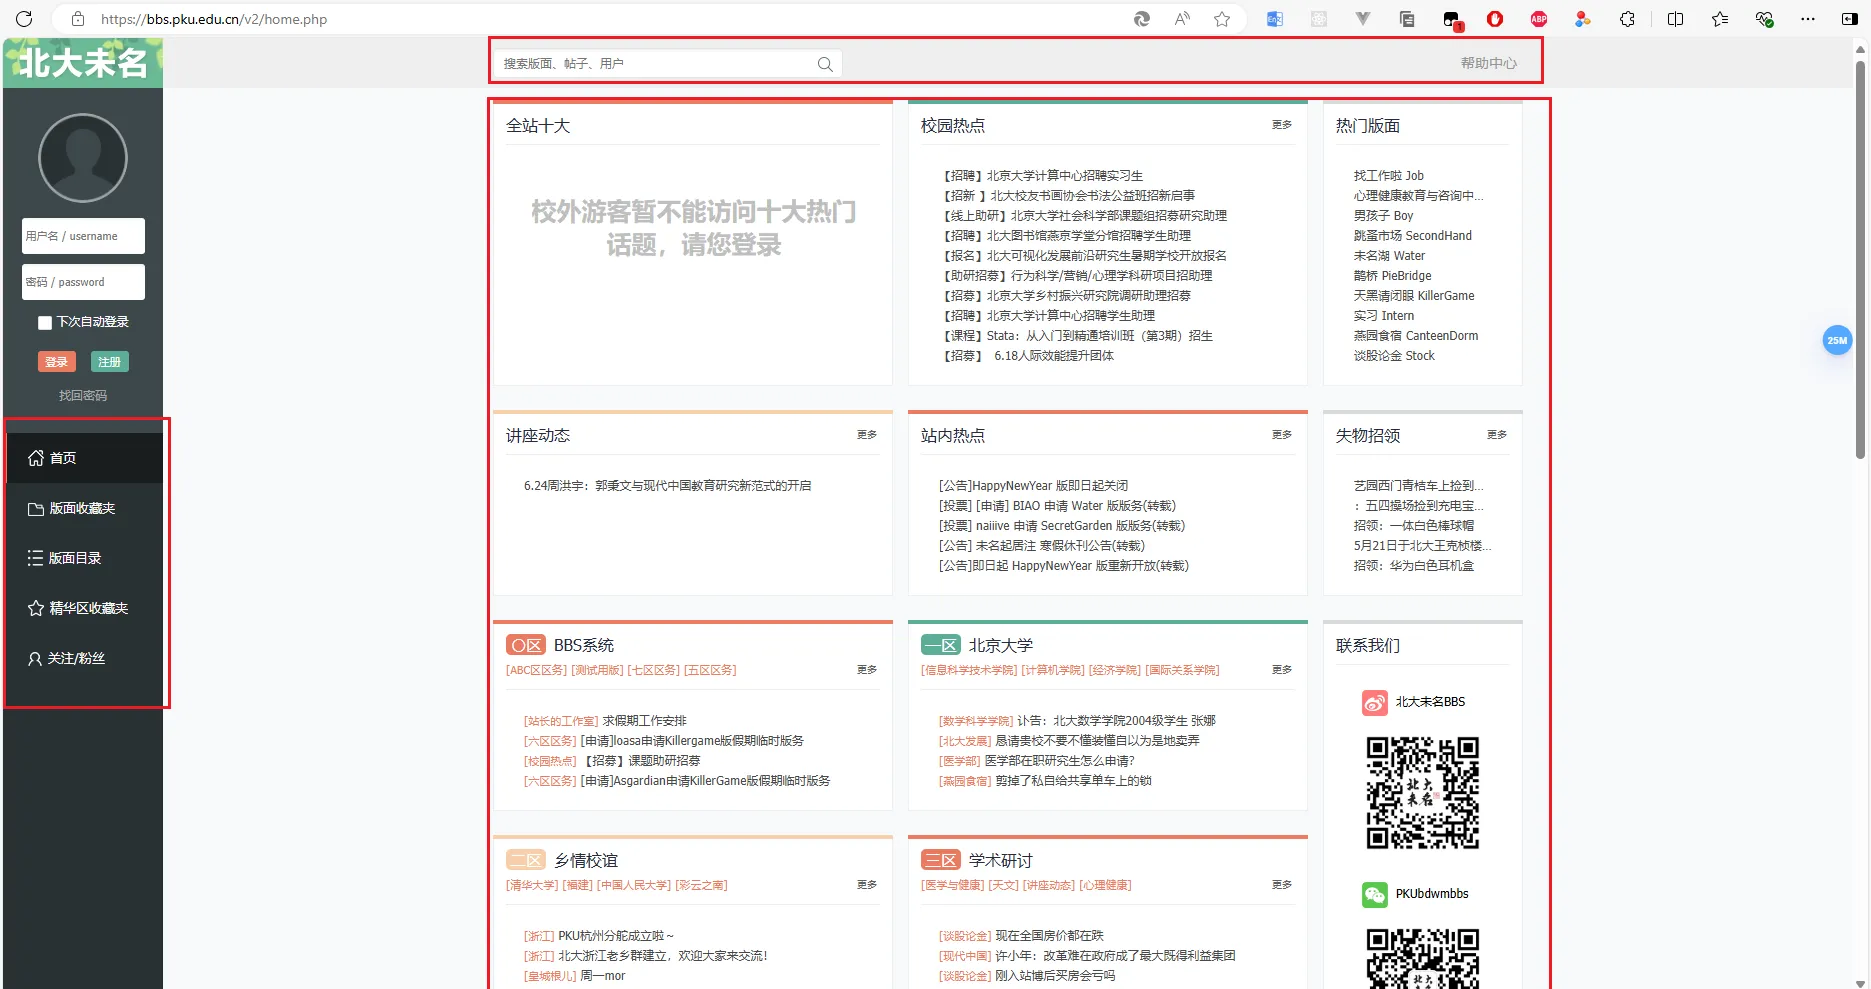 https://bbs.pku.edu.cn/v2/home.php
1
ABP
北大未名
搜索版面、帖子、用户
帮助中心
用户名 / username
密码 / password
下次自动登录
登录
注册
找回密码
首页
版面收藏夹
版面目录
精华区收藏夹
关注/粉丝
全站十大
校外游客暂不能访问十大热门
话题，请您登录
校园热点
更多
【招聘】北京大学计算中心招聘实习生
【招新 】北大校友书画协会书法公益班招新启事
【线上助研】北京大学社会科学部课题组招募研究助理
【招聘】北大图书馆燕京学堂分馆招聘学生助理
【报名】北大可视化发展前沿研究生暑期学校开放报名
【助研招募】行为科学/营销/心理学科研项目招助理
【招募】北京大学乡村振兴研究院调研助理招募
【招聘】北京大学计算中心招聘学生助理
【课程】Stata：从入门到精通培训班（第3期）招生
【招募】 6.18人际效能提升团体
热门版面
找工作啦 Job
心理健康教育与咨询中...
男孩子 Boy
跳蚤市场 SecondHand
未名湖 Water
鹊桥 PieBridge
天黑请闭眼 KillerGame
实习 Intern
燕园食宿 CanteenDorm
谈股论金 Stock
25M
讲座动态
更多
6.24周洪宇：郭秉文与现代中国教育研究新范式的开启
站内热点
更多
[公告]HappyNewYear 版即日起关闭
[投票] [申请] BIAO 申请 Water 版版务(转载)
[投票] naiiive 申请 SecretGarden 版版务(转载)
[公告] 未名起居注 寒假休刊公告(转载)
[公告]即日起 HappyNewYear 版重新开放(转载)
失物招领
更多
艺园西门青桔车上捡到...
：五四操场捡到充电宝...
招领：一体白色棒球帽
5月21日于北大王克桢楼...
招领：华为白色耳机盒
〇区 BBS系统
[ABC区区务] [测试用版] [七区区务] [五区区务]
更多
[站长的工作室] 求假期工作安排
[六区区务] [申请]loasa申请Killergame版假期临时版务
[校园热点] 【招募】课题助研招募
[六区区务] [申请]Asgardian申请KillerGame版假期临时版务
一区 北京大学
[信息科学技术学院] [计算机学院] [经济学院] [国际关系学院]
更多
[数学科学学院] 讣告：北大数学学院2004级学生 张娜
[北大发展] 恳请贵校不要不懂装懂自以为是地卖弄
[医学部] 医学部在职研究生怎么申请?
[燕园食宿] 剪掉了私自给共享单车上的锁
联系我们
北大未名BBS
北大
未名
PKUbdwmbbs
二区 乡情校谊
[清华大学] [福建] [中国人民大学] [彩云之南]
更多
[浙江] PKU杭州分舵成立啦～
[浙江] 北大浙江老乡群建立，欢迎大家来交流！
[皇城根儿] 周一mor
三区 学术研讨
[医学与健康] [天文] [讲座动态] [心理健康]
更多
[谈股论金] 现在全国房价都在跌
[现代中国] 许小年：改革难在政府成了最大既得利益集团
[谈股论金] 刚入站博后买房会亏吗